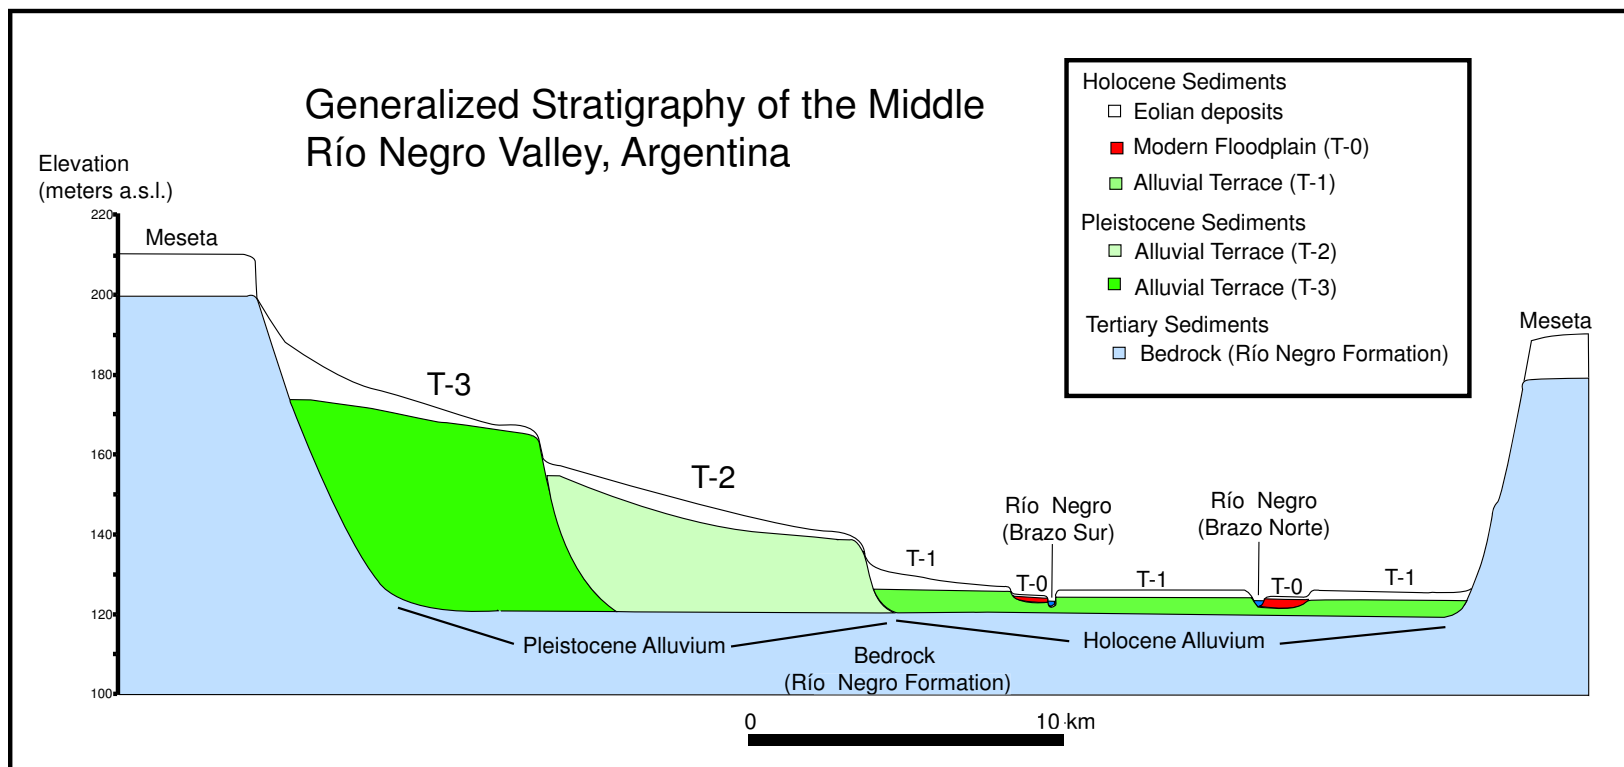 Generalized Stratigraphy of the Middle
Río Negro Valley, Argentina
Holocene Sediments
Eolian deposits
Modern Floodplain (T-0)
Alluvial Terrace (T-1)
Pleistocene Sediments
Alluvial Terrace (T-2)
Alluvial Terrace (T-3)
Tertiary Sediments
Bedrock (Río Negro Formation)
Elevation
(meters a.s.l.)
220
200
180
160
140
120
100
Meseta
T-3
T-2
T-1
T-0
Río Negro
(Brazo Sur)
T-1
Río Negro
(Brazo Norte)
T-0
T-1
Meseta
Pleistocene Alluvium
Holocene Alluvium
Bedrock
(Río Negro Formation)
0
10 km